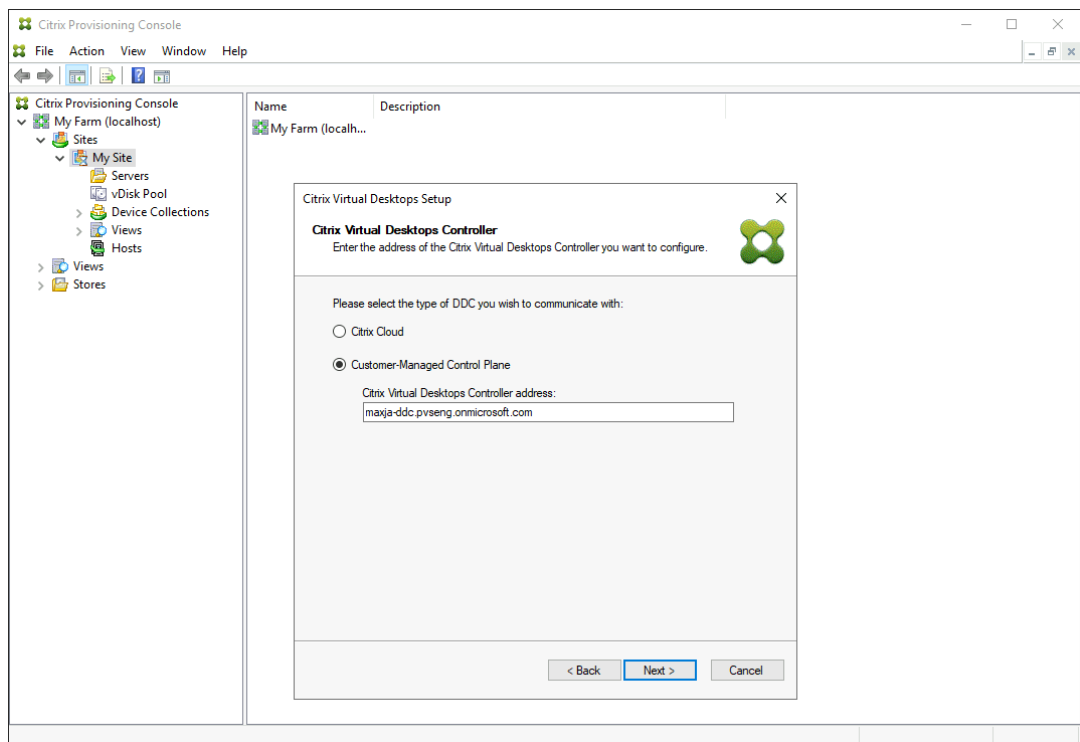 Citrix Provisioning Console
File Action View Window Help
Citrix Provisioning Console
My Farm (localhost)
Sites
My Site
Servers
vDisk Pool
Device Collections
Views
Hosts
Views
Stores
Name Description
My Farm (localh...
Citrix Virtual Desktops Setup
Citrix Virtual Desktops Controller
Enter the address of the Citrix Virtual Desktops Controller you want to configure.
Please select the type of DDC you wish to communicate with:
Citrix Cloud
Customer-Managed Control Plane
Citrix Virtual Desktops Controller address:
maxja-ddc.pvseng.onmicrosoft.com
< Back Next > Cancel